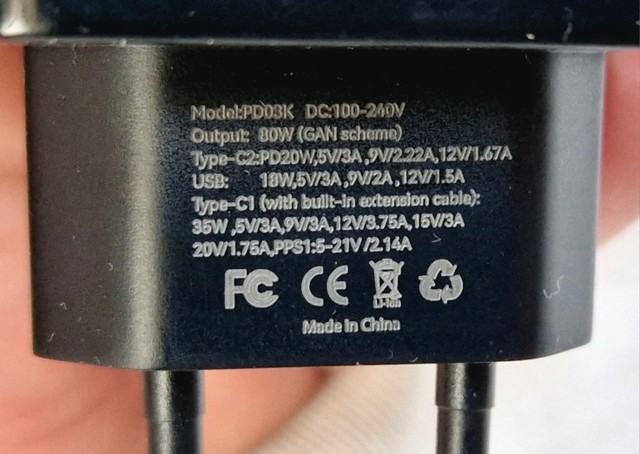 Model:PD03K DC:100-240V
Output: 80W (GAN scheme)
Type-C2:PD20W,5V/3A,9V/2.22A,12V/1.67A
USB: 18W,5V/3A,9V/2A,12V/1.5A
Type-C1 (with built-in extension cable):
35W,5V/3A,9V/3A,12V/3.75A,15V/3A
20V/1.75A,PPS1:5-21V/2.14A
FC CE
Li-ion
Made in China